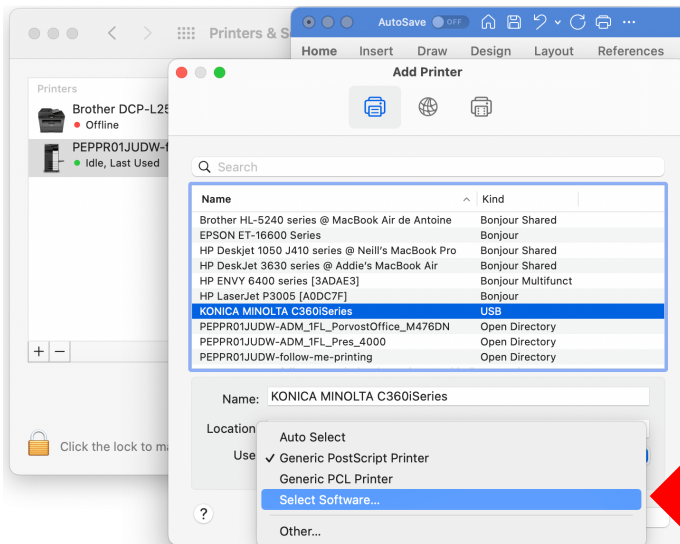 AutoSave OFF
Printers & S
Home Insert Draw Design Layout References
Add Printer
Printers
Brother DCP-L25
Offline
PEPPR01JUDW-f
Idle, Last Used
Search
Name Kind
Brother HL-5240 series @ MacBook Air de Antoine Bonjour Shared
EPSON ET-16600 Series Bonjour
HP Deskjet 1050 J410 series @ Neill's MacBook Pro Bonjour Shared
HP DeskJet 3630 series @ Addie's MacBook Air Bonjour Shared
HP ENVY 6400 series [3ADAE3] Bonjour Multifunct
HP LaserJet P3005 [A0DC7F] Bonjour
KONICA MINOLTA C360iSeries USB
PEPPR01JUDW-ADM_1FL_PorvostOffice_M476DN Open Directory
PEPPR01JUDW-ADM_1FL_Pres_4000 Open Directory
PEPPR01JUDW-follow-me-printing Open Directory
+ −
Name: KONICA MINOLTA C360iSeries
Location
Click the lock to ma
Use
Auto Select
✓ Generic PostScript Printer
Generic PCL Printer
Select Software...
?
Other...